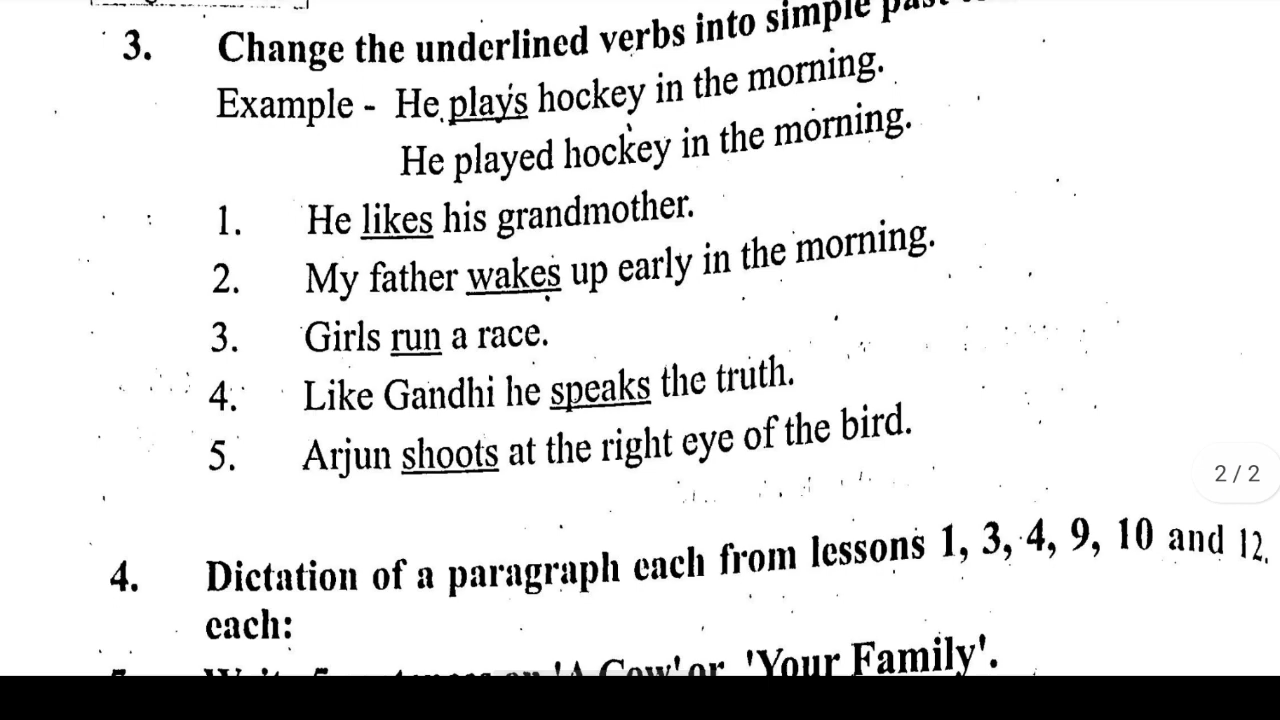 3. Change the underlined verbs into simple past
Example - He plays hockey in the morning.
He played hockey in the morning.
1. He likes his grandmother.
2. My father wakes up early in the morning.
3. Girls run a race.
4. Like Gandhi he speaks the truth.
5. Arjun shoots at the right eye of the bird.
2/2
4. Dictation of a paragraph each from lessons 1, 3, 4, 9, 10 and 12.
each:
'A Cow' or 'Your Family'.